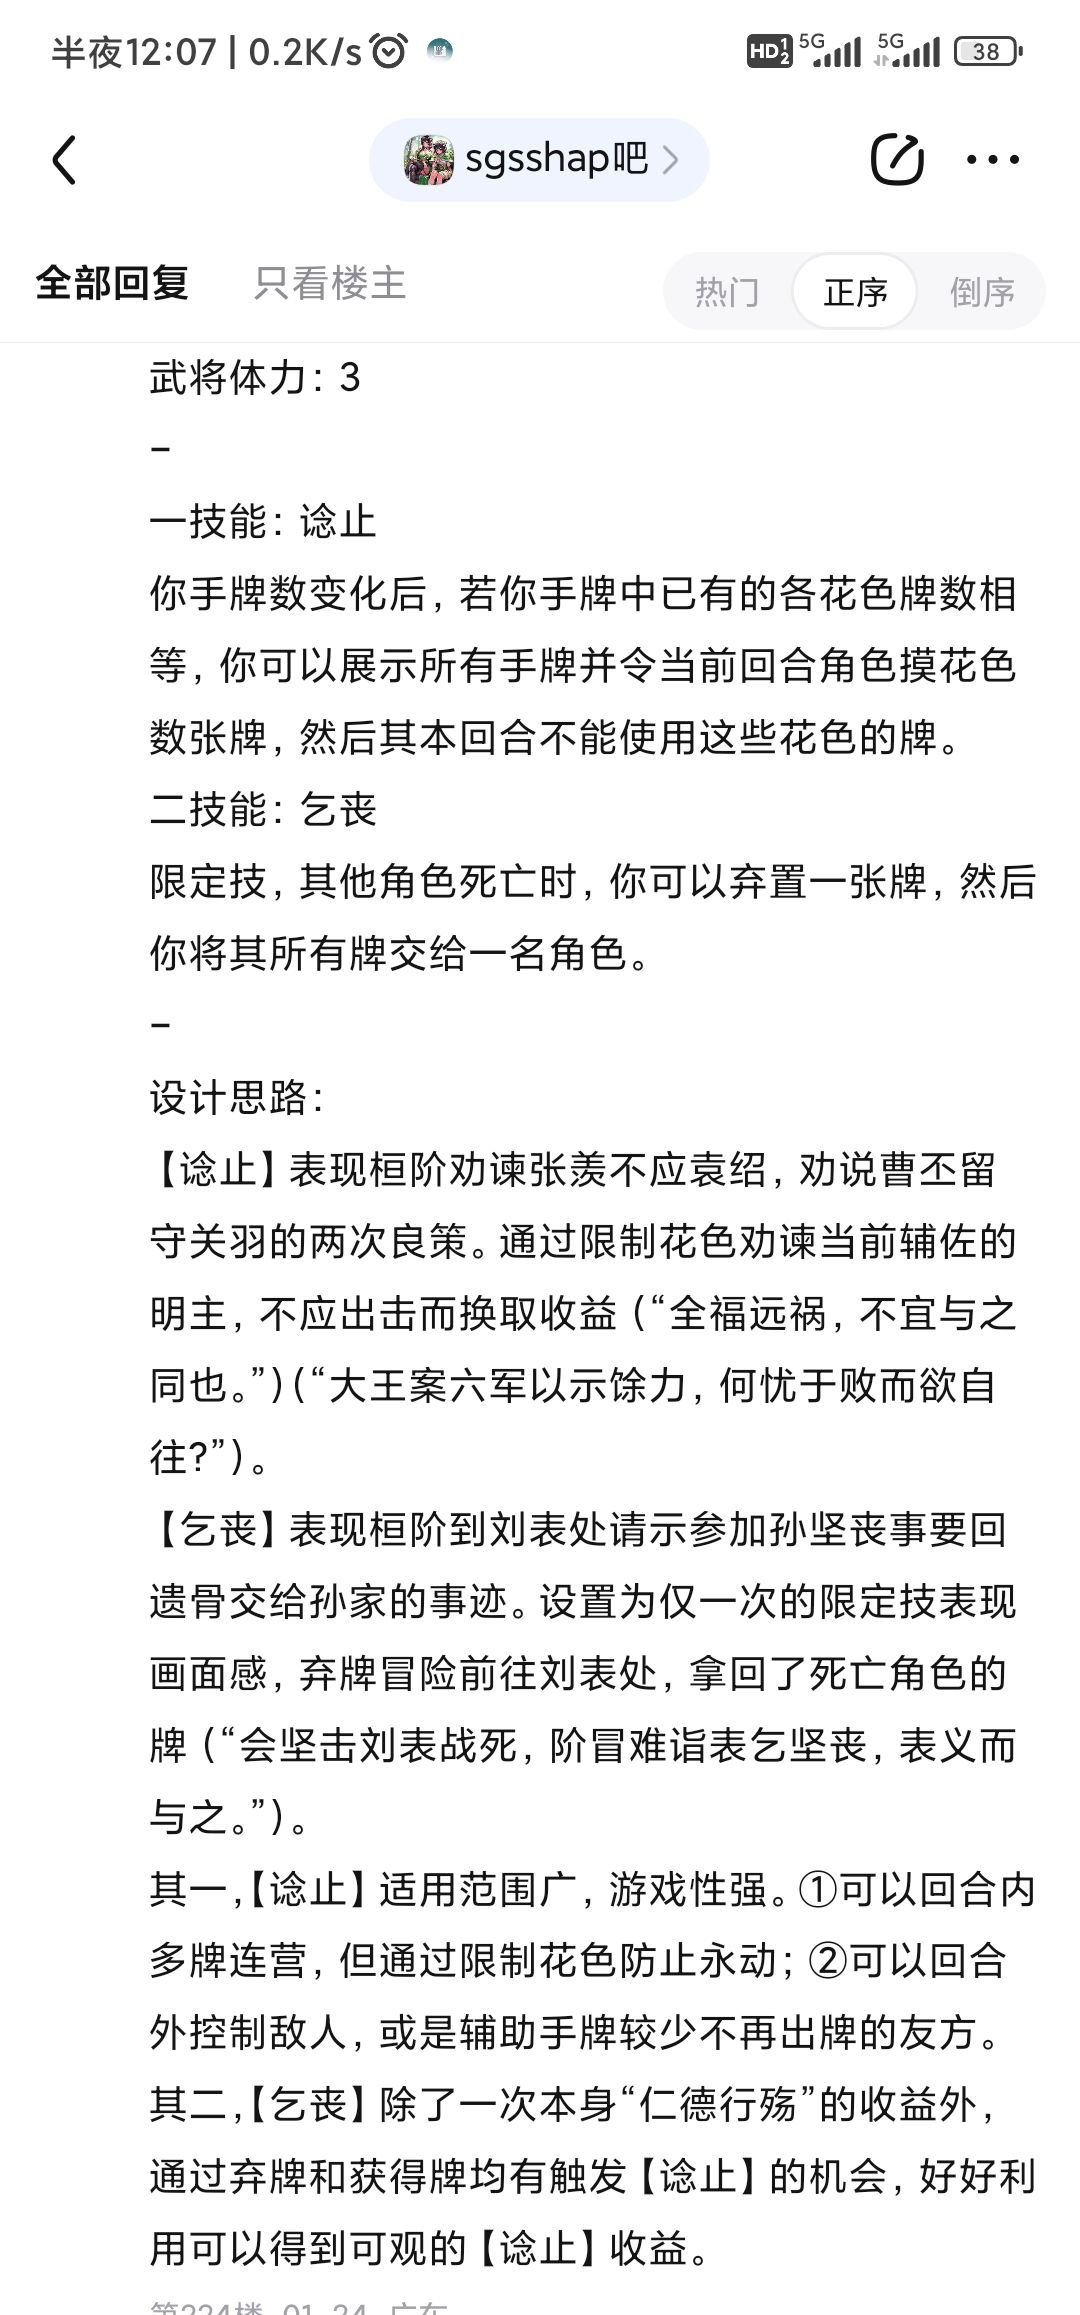 半夜12:07 | 0.2K/s
HD 1 2 5G 5G 38
sgsshap吧
全部回复 只看楼主 热门 正序 倒序
武将体力：3
–
一技能：谂止
你手牌数变化后，若你手牌中已有的各花色牌数相
等，你可以展示所有手牌并令当前回合角色摸花色
数张牌，然后其本回合不能使用这些花色的牌。
二技能：乞丧
限定技，其他角色死亡时，你可以弃置一张牌，然后
你将其所有牌交给一名角色。
–
设计思路：
【谂止】表现桓阶劝谏张羡不应袁绍，劝说曹丕留
守关羽的两次良策。通过限制花色劝谏当前辅佐的
明主，不应出击而换取收益（“全福远祸，不宜与之
同也。”）（“大王案六军以示馀力，何忧于败而欲自
往?”）。
【乞丧】表现桓阶到刘表处请示参加孙坚丧事要回
遗骨交给孙家的事迹。设置为仅一次的限定技表现
画面感，弃牌冒险前往刘表处，拿回了死亡角色的
牌（“会坚击刘表战死，阶冒难诣表乞坚丧，表义而
与之。”）。
其一，【谂止】适用范围广，游戏性强。①可以回合内
多牌连营，但通过限制花色防止永动；②可以回合
外控制敌人，或是辅助手牌较少不再出牌的友方。
其二，【乞丧】除了一次本身“仁德行殇”的收益外，
通过弃牌和获得牌均有触发【谂止】的机会，好好利
用可以得到可观的【谂止】收益。
第224楼 01-24 广东